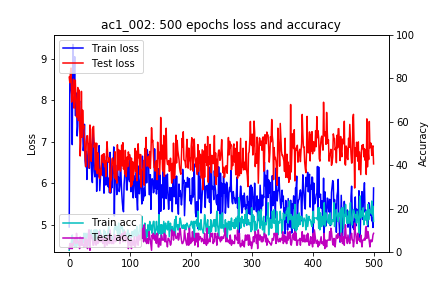 ac1_002: 500 epochs loss and accuracy
Train loss
Test loss
Train acc
Test acc
Loss
9
8
7
6
5
Accuracy
100
80
60
40
20
0
0 100 200 300 400 500